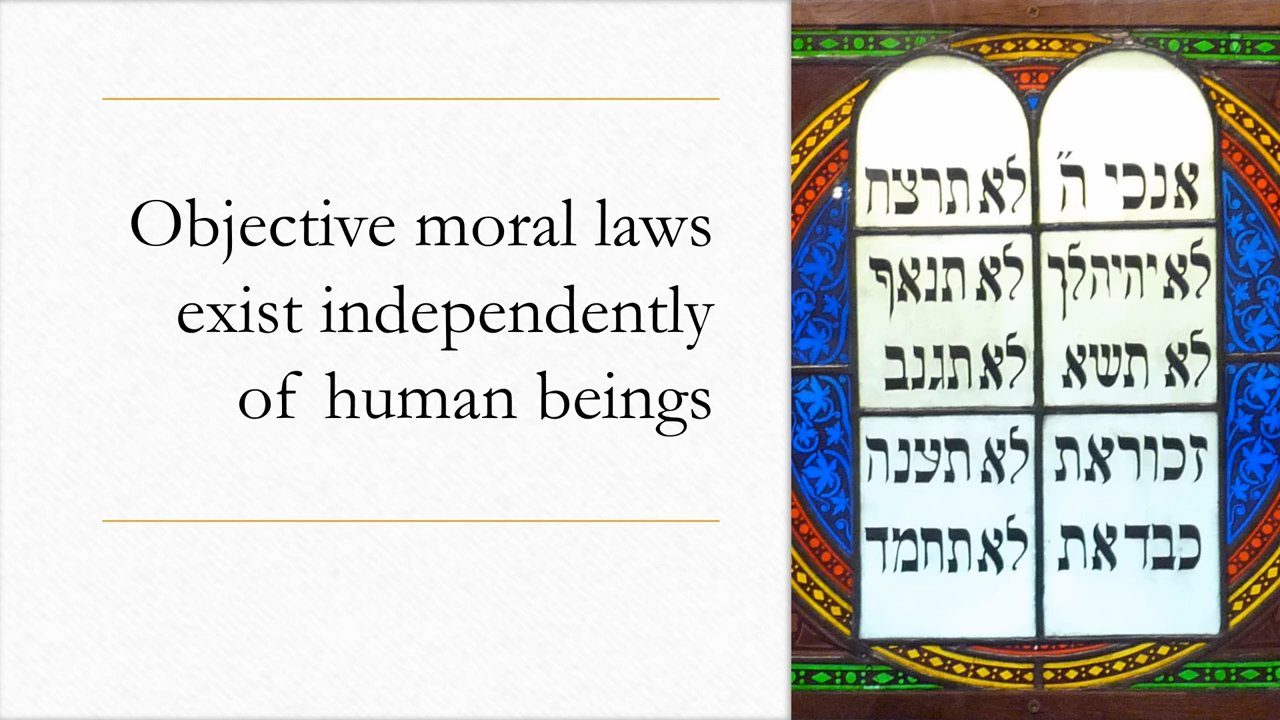 Objective moral laws
exist independently
of human beings
אנכי ה״
לא יהיה לך
לא תשא
זכור את
כבד את
לא תרצח
לא תנאף
לא תגנב
לא תענה
לא תחמד